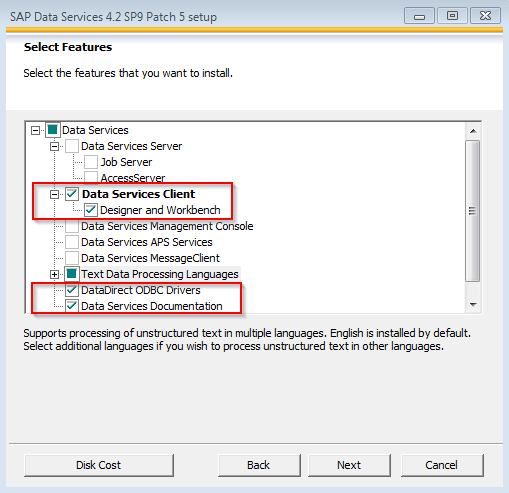 SAP Data Services 4.2 SP9 Patch 5 setup
Select Features
Select the features that you want to install.
Data Services
Data Services Server
Job Server
AccessServer
Data Services Client
Designer and Workbench
Data Services Management Console
Data Services APS Services
Data Services MessageClient
Text Data Processing Languages
DataDirect ODBC Drivers
Data Services Documentation
Supports processing of unstructured text in multiple languages. English is installed by default.
Select additional languages if you wish to process unstructured text in other languages.
Disk Cost
Back
Next
Cancel